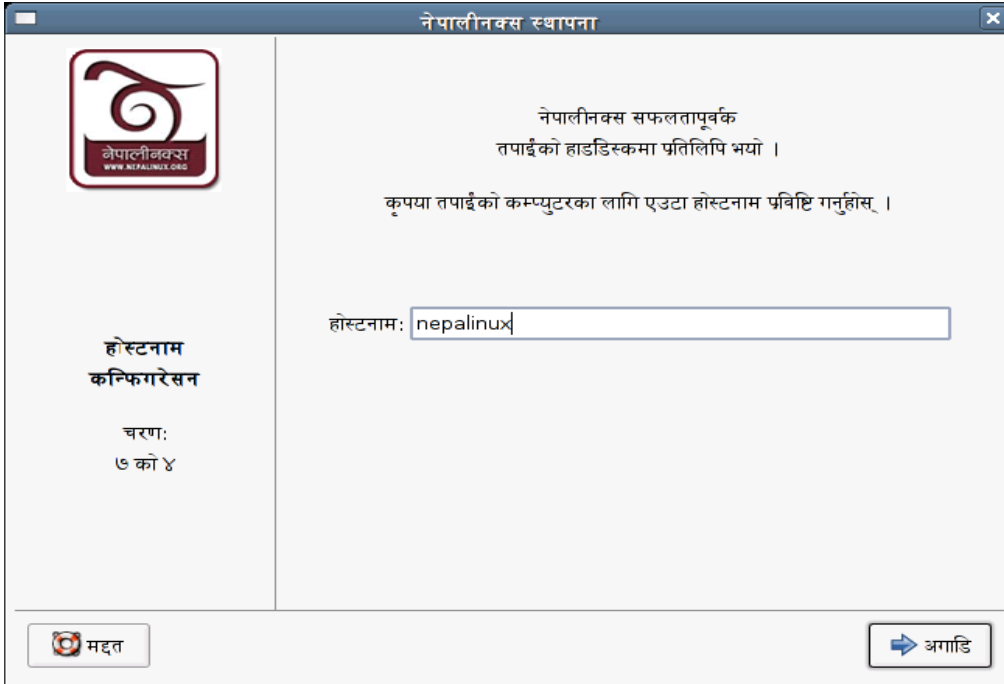 नेपालीनक्स स्थापना
नेपालीनक्स
WWW.NEPALINUX.ORG
नेपालीनक्स सफलतापूर्वक
तपाईंको हार्डडिस्कमा प्रतिलिपि भयो ।
कृपया तपाईंको कम्प्युटरका लागि एउटा होस्टनाम प्रविष्टि गर्नुहोस् ।
होस्टनाम: nepalinux
होस्टनाम
कन्फिगरेसन
चरण:
७ को ४
मद्दत
अगाडि